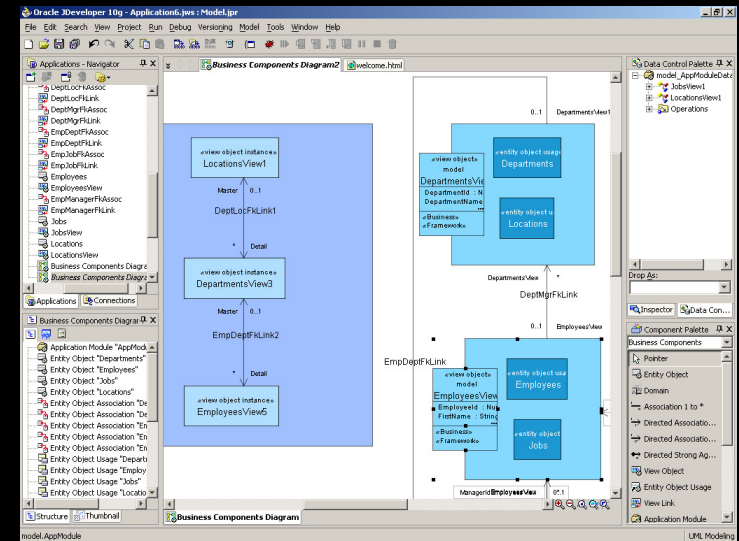 Oracle JDeveloper 10g - Application6.jws : Model.jpr
File Edit Search View Project Run Debug Versioning Model Tools Window Help
Applications - Navigator
DeptLocFkAssoc
DeptLocFkLink
DeptMgrFkAssoc
DeptMgrFkLink
EmpDeptFkAssoc
EmpDeptFkLink
EmpJobFkAssoc
EmpJobFkLink
Employees
EmployeesView
EmpManagerFkAssoc
EmpManagerFkLink
Jobs
JobsView
Locations
LocationsView
Business Components Diagra
Business Components Diagra
Applications
Connections
Business Components Diagrar
Application Module "AppModu
Entity Object "Departments"
Entity Object "Employees"
Entity Object "Jobs"
Entity Object "Locations"
Entity Object Association "De
Entity Object Association "De
Entity Object Association "En
Entity Object Association "En
Entity Object Association "En
Entity Object Usage "Departi
Entity Object Usage "Employ
Entity Object Usage "Jobs"
Entity Object Usage "Locatio
Structure
Thumbnail
model.AppModule
Business Components Diagram2
welcome.html
«view object instance»
LocationsView1
Master 0..1
DeptLocFkLink1
* Detail
«view object instance»
DepartmentsView3
Master 0..1
EmpDeptFkLink2
* Detail
«view object instance»
EmployeesView5
0..1 DepartmentsView1
«view object»
model
DepartmentsVie
DepartmentId : N
DepartmentName
...
«Business»
«Framework»
«entity object usag
Departments
«entity object u
Locations
DepartmentsView *
DeptMgrFkLink
0..1 EmployeesView
EmpDeptFkLink
«view object»
model
EmployeesView
EmployeeId : Nu
FirstName : String
...
«Business»
«Framework»
«entity object usa
Employees
«entity object
Jobs
ManagerId
EmployeesView
0..1
Business Components Diagram
Data Control Palette
model_AppModuleData
JobsView1
LocationsView1
Operations
Drop As:
Inspector
Data Con...
Component Palette
Business Components
Pointer
Entity Object
Domain
Association 1 to *
Directed Associatio...
Directed Associatio...
Directed Strong Ag...
View Object
Entity Object Usage
View Link
Application Module
UML Modeling